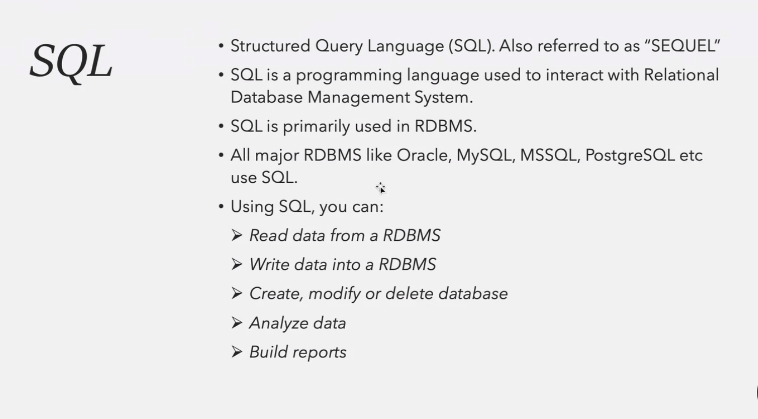 SQL
• Structured Query Language (SQL). Also referred to as “SEQUEL”
• SQL is a programming language used to interact with Relational
Database Management System.
• SQL is primarily used in RDBMS.
• All major RDBMS like Oracle, MySQL, MSSQL, PostgreSQL etc
use SQL.
• Using SQL, you can:
➢ Read data from a RDBMS
➢ Write data into a RDBMS
➢ Create, modify or delete database
➢ Analyze data
➢ Build reports